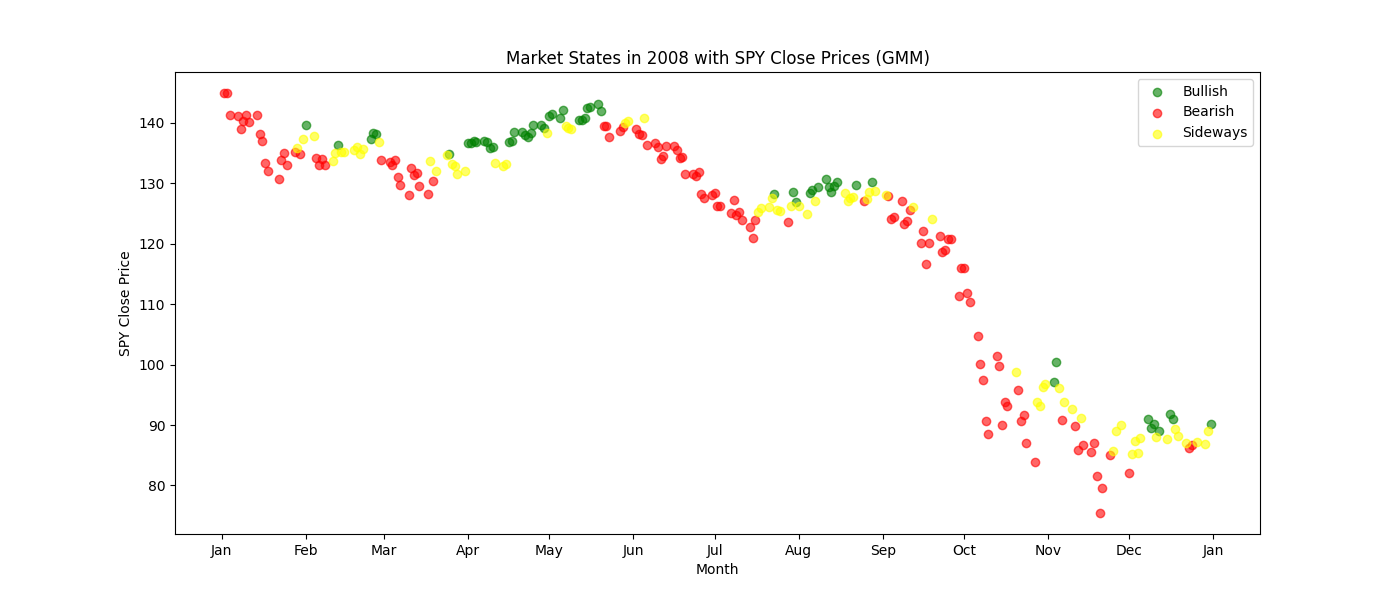 Market States in 2008 with SPY Close Prices (GMM)
Bullish
Bearish
Sideways
SPY Close Price
140
130
120
110
100
90
80
Jan Feb Mar Apr May Jun Jul Aug Sep Oct Nov Dec Jan
Month